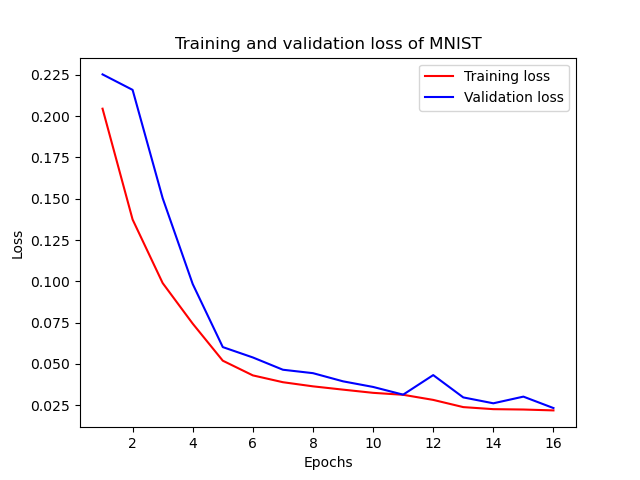 Training and validation loss of MNIST
Training loss
Validation loss
0.225
0.200
0.175
0.150
0.125
0.100
0.075
0.050
0.025
Loss
2 4 6 8 10 12 14 16
Epochs